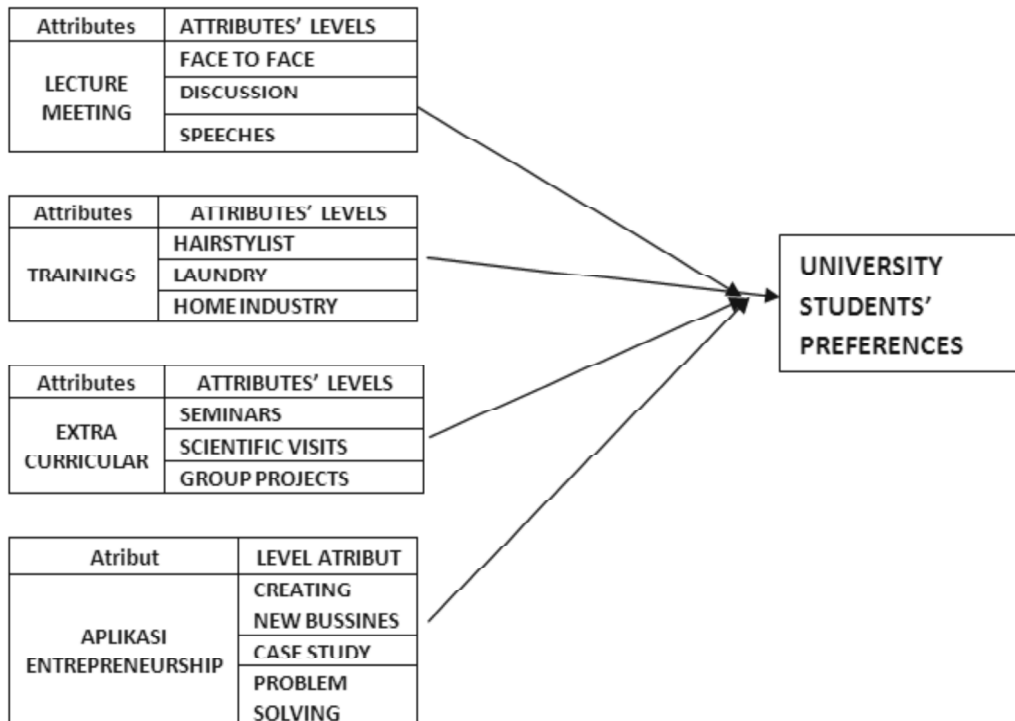 Attributes ATTRIBUTES' LEVELS
LECTURE MEETING
FACE TO FACE
DISCUSSION
SPEECHES
Attributes ATTRIBUTES' LEVELS
TRAININGS
HAIRSTYLIST
LAUNDRY
HOME INDUSTRY
Attributes ATTRIBUTES' LEVELS
EXTRA
CURRICULAR
SEMINARS
SCIENTIFIC VISITS
GROUP PROJECTS
Atribut LEVEL ATRIBUT
APLIKASI
ENTREPRENEURSHIP
CREATING
NEW BUSSINES
CASE STUDY
PROBLEM
SOLVING
UNIVERSITY
STUDENTS'
PREFERENCES